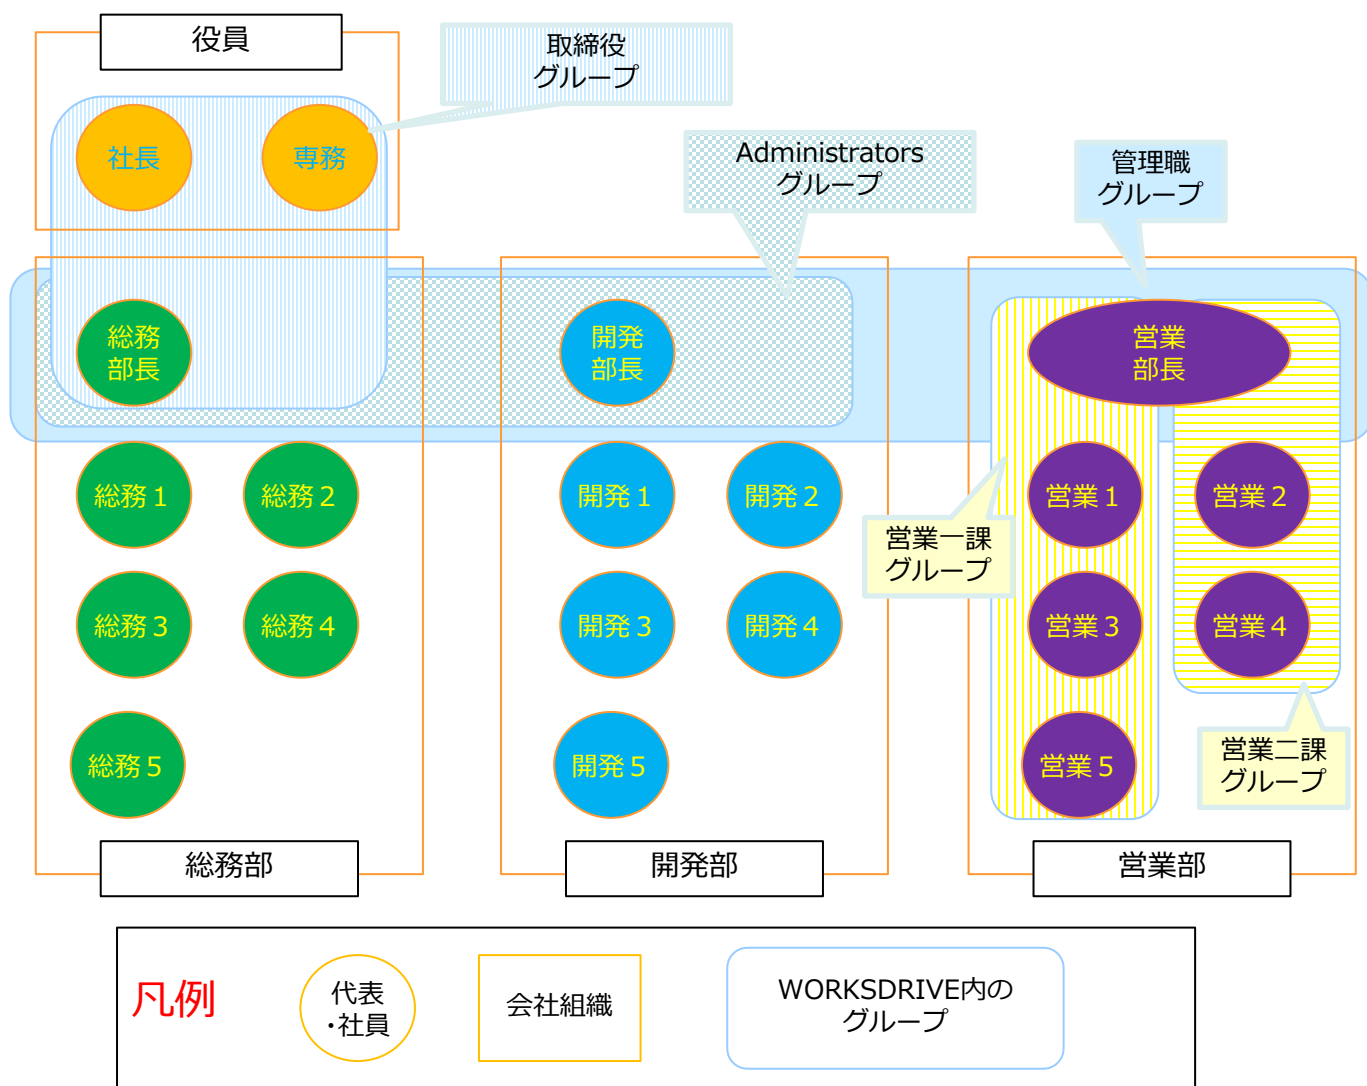 役員
取締役
グループ
社長
専務
Administrators
グループ
管理職
グループ
総務
部長
開発
部長
営業
部長
総務１
総務２
開発１
開発２
営業１
営業２
営業一課
グループ
総務３
総務４
開発３
開発４
営業３
営業４
総務５
開発５
営業５
営業二課
グループ
総務部
開発部
営業部
凡例
代表
・社員
会社組織
WORKSDRIVE内の
グループ